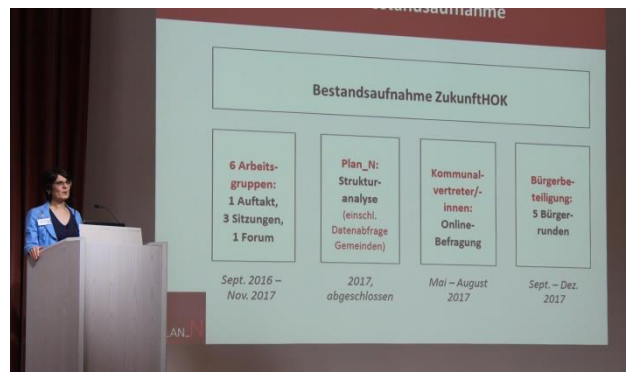 Bestandsaufnahme
Bestandsaufnahme ZukunftHOK
6 Arbeits-
gruppen:
1 Auftakt,
3 Sitzungen,
1 Forum
Sept. 2016 –
Nov. 2017
Plan_N:
Struktur-
analyse
(einschl.
Datenabfrage
Gemeinden)
2017,
abgeschlossen
Kommunal-
vertreter/-
innen:
Online-
Befragung
Mai – August
2017
Bürgerbe-
teiligung:
5 Bürger-
runden
Sept. – Dez.
2017
LAN_N